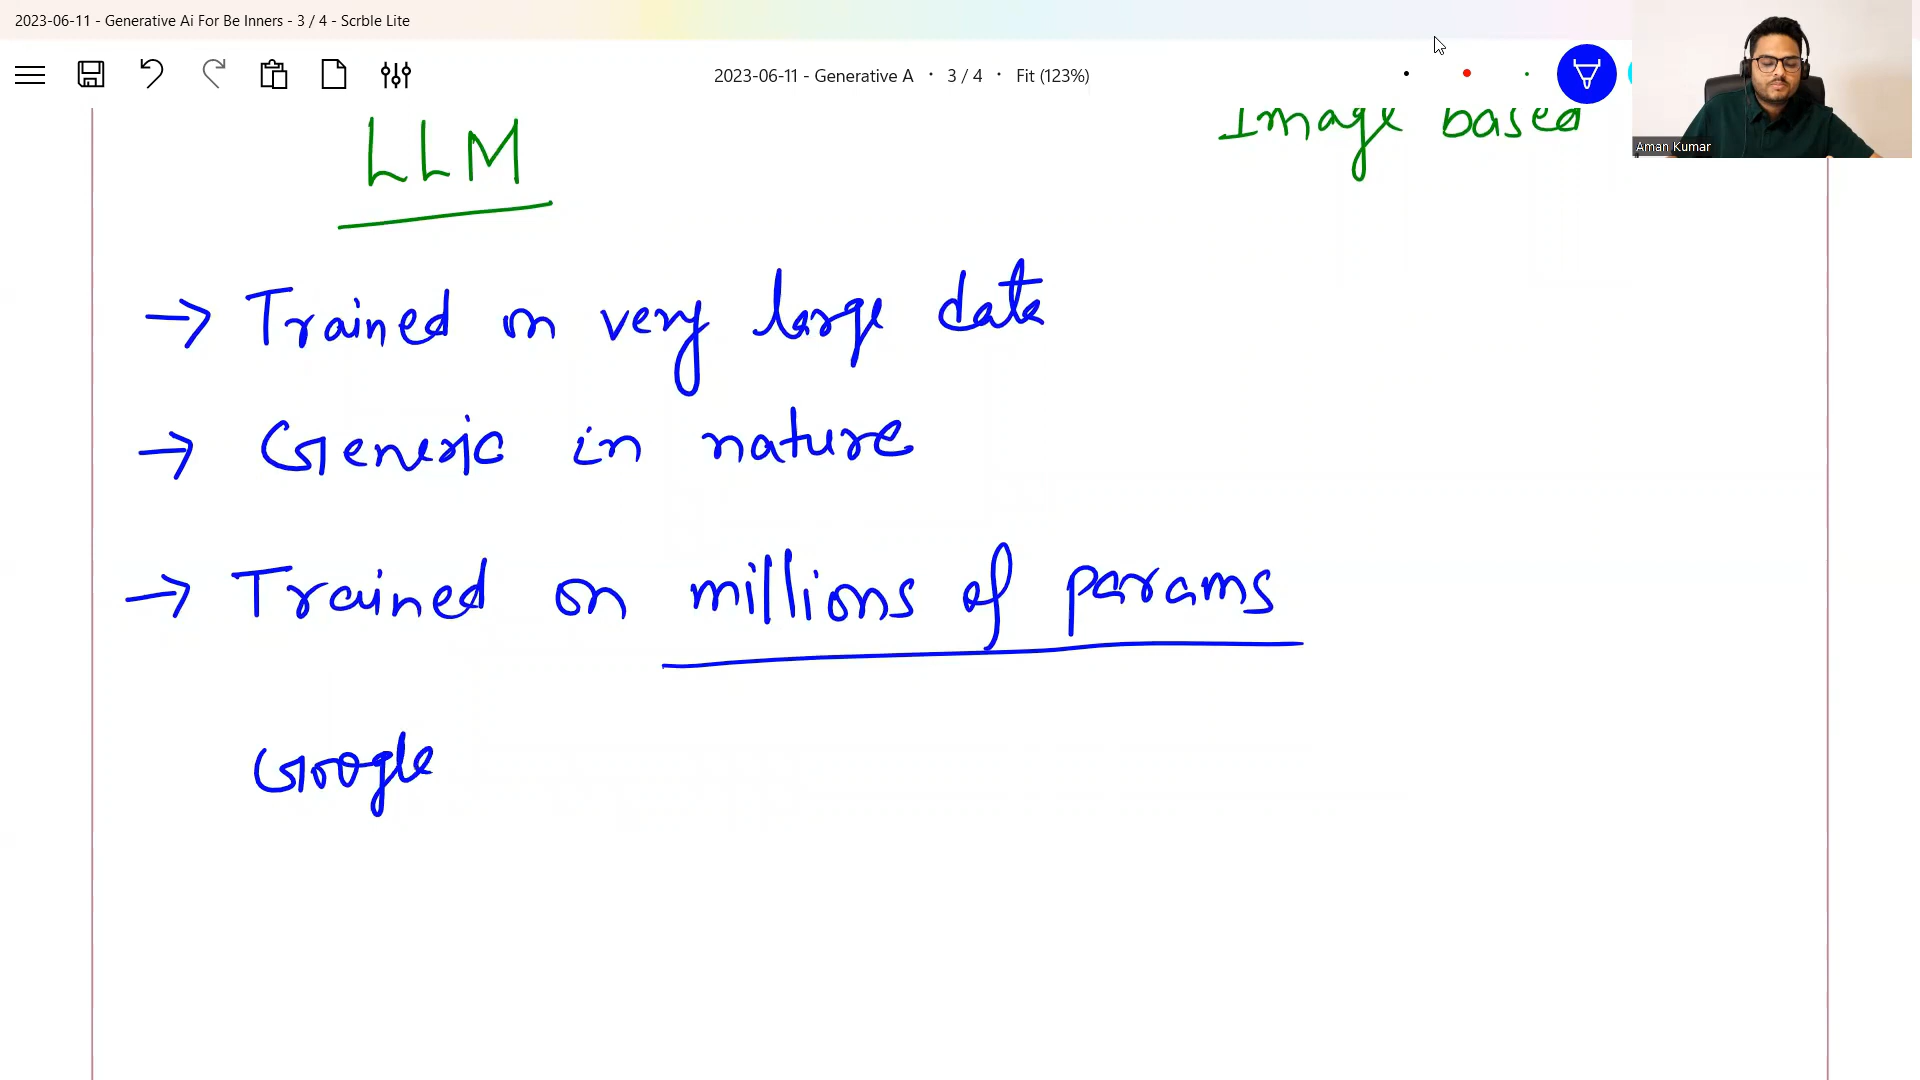 2023-06-11 - Generative Ai For Be Inners - 3 / 4 - Scrble Lite
2023-06-11 - Generative A • 3 / 4 • Fit (123%)
Aman Kumar
LLM
Image based
→ Trained on very large data
→ Generic in nature
→ Trained on millions of params
Google